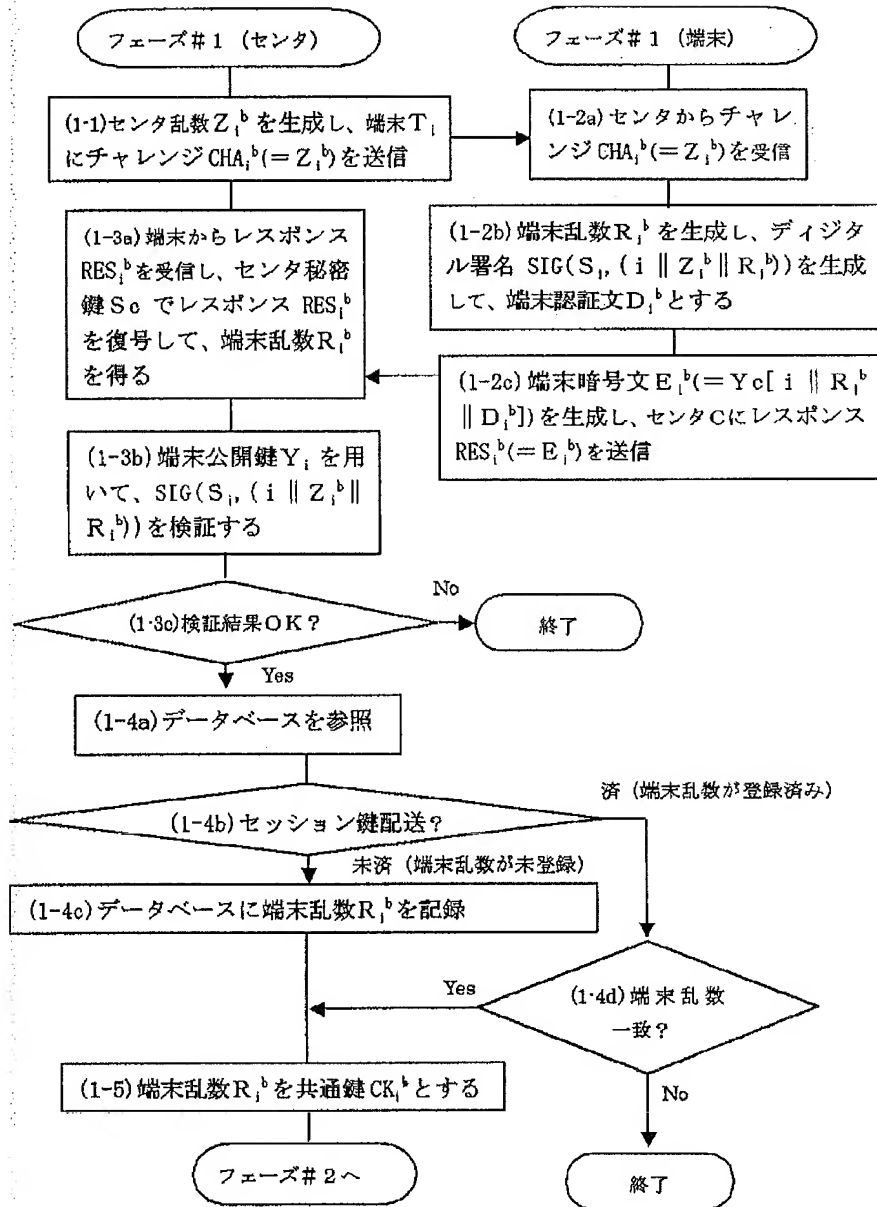 フェーズ＃１（センタ）
フェーズ＃１（端末）
(1-1)センタ乱数Ｚᵢᵇを生成し、端末Ｔᵢ
にチャレンジCHAᵢᵇ(＝Ｚᵢᵇ)を送信
(1-2a)センタからチャレ
ンジCHAᵢᵇ(＝Ｚᵢᵇ)を受信
(1-2b)端末乱数Ｒᵢᵇを生成し、ディジタ
ル署名 SIG(Ｓᵢ,(ｉ‖Ｚᵢᵇ‖Ｒᵢᵇ))を生成
して、端末認証文Ｄᵢᵇとする
(1-2c)端末暗号文Ｅᵢᵇ(＝Ｙｃ[ｉ‖Ｒᵢᵇ
‖Ｄᵢᵇ])を生成し、センタＣにレスポンス
RESᵢᵇ(＝Ｅᵢᵇ)を送信
(1-3a)端末からレスポンス
RESᵢᵇを受信し、センタ秘密
鍵Ｓｃでレスポンス RESᵢᵇ
を復号して、端末乱数Ｒᵢᵇ
を得る
(1-3b)端末公開鍵Ｙᵢを用
いて、SIG(Ｓᵢ,(ｉ‖Ｚᵢᵇ‖
Ｒᵢᵇ))を検証する
(1-3c)検証結果ＯＫ？
No
終了
Yes
(1-4a)データベースを参照
(1-4b)セッション鍵配送？
済（端末乱数が登録済み）
未済（端末乱数が未登録）
(1-4c)データベースに端末乱数Ｒᵢᵇを記録
(1-4d)端末乱数
一致？
Yes
No
(1-5)端末乱数Ｒᵢᵇを共通鍵CKᵢᵇとする
フェーズ＃２へ
終了